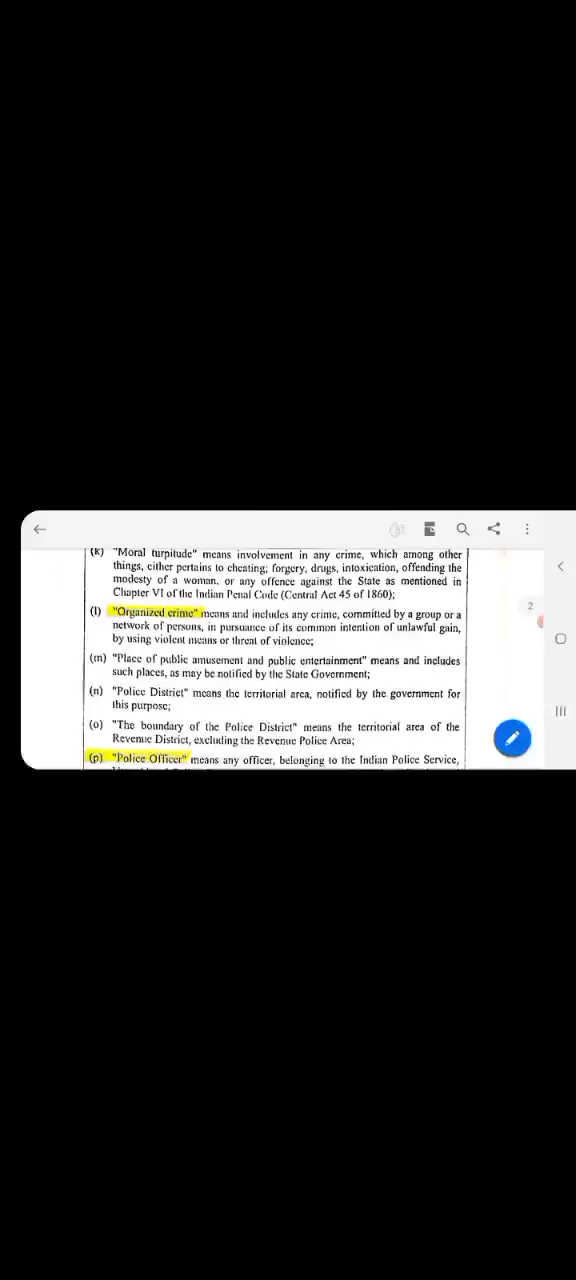 2
(k) "Moral turpitude" means involvement in any crime, which among other
things, either pertains to cheating; forgery, drugs, intoxication, offending the
modesty of a woman, or any offence against the State as mentioned in
Chapter VI of the Indian Penal Code (Central Act 45 of 1860);
(l) "Organized crime" means and includes any crime, committed by a group or a
network of persons, in pursuance of its common intention of unlawful gain,
by using violent means or threat of violence;
(m) "Place of public amusement and public entertainment" means and includes
such places, as may be notified by the State Government;
(n) "Police District" means the territorial area, notified by the government for
this purpose;
(o) "The boundary of the Police District" means the territorial area of the
Revenue District, excluding the Revenue Police Area;
(p) "Police Officer" means any officer, belonging to the Indian Police Service,